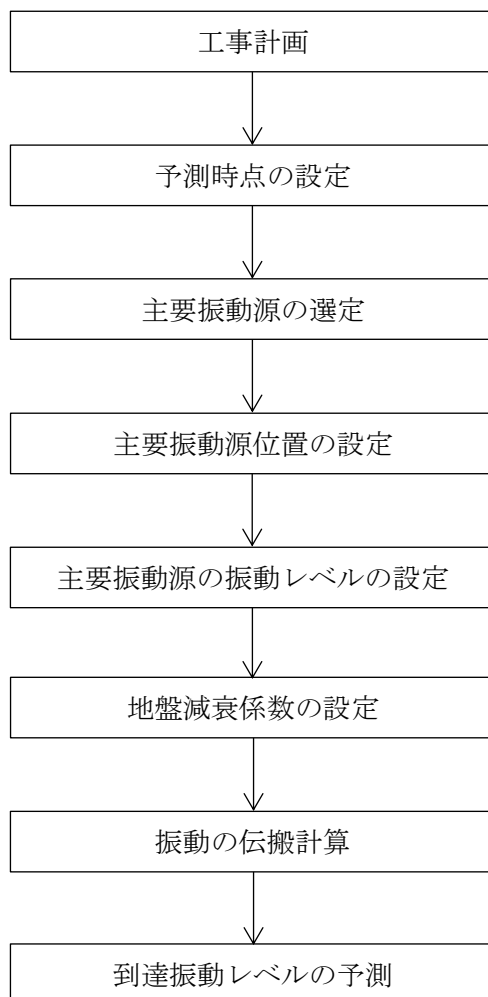 工事計画
予測時点の設定
主要振動源の選定
主要振動源位置の設定
主要振動源の振動レベルの設定
地盤減衰係数の設定
振動の伝搬計算
到達振動レベルの予測